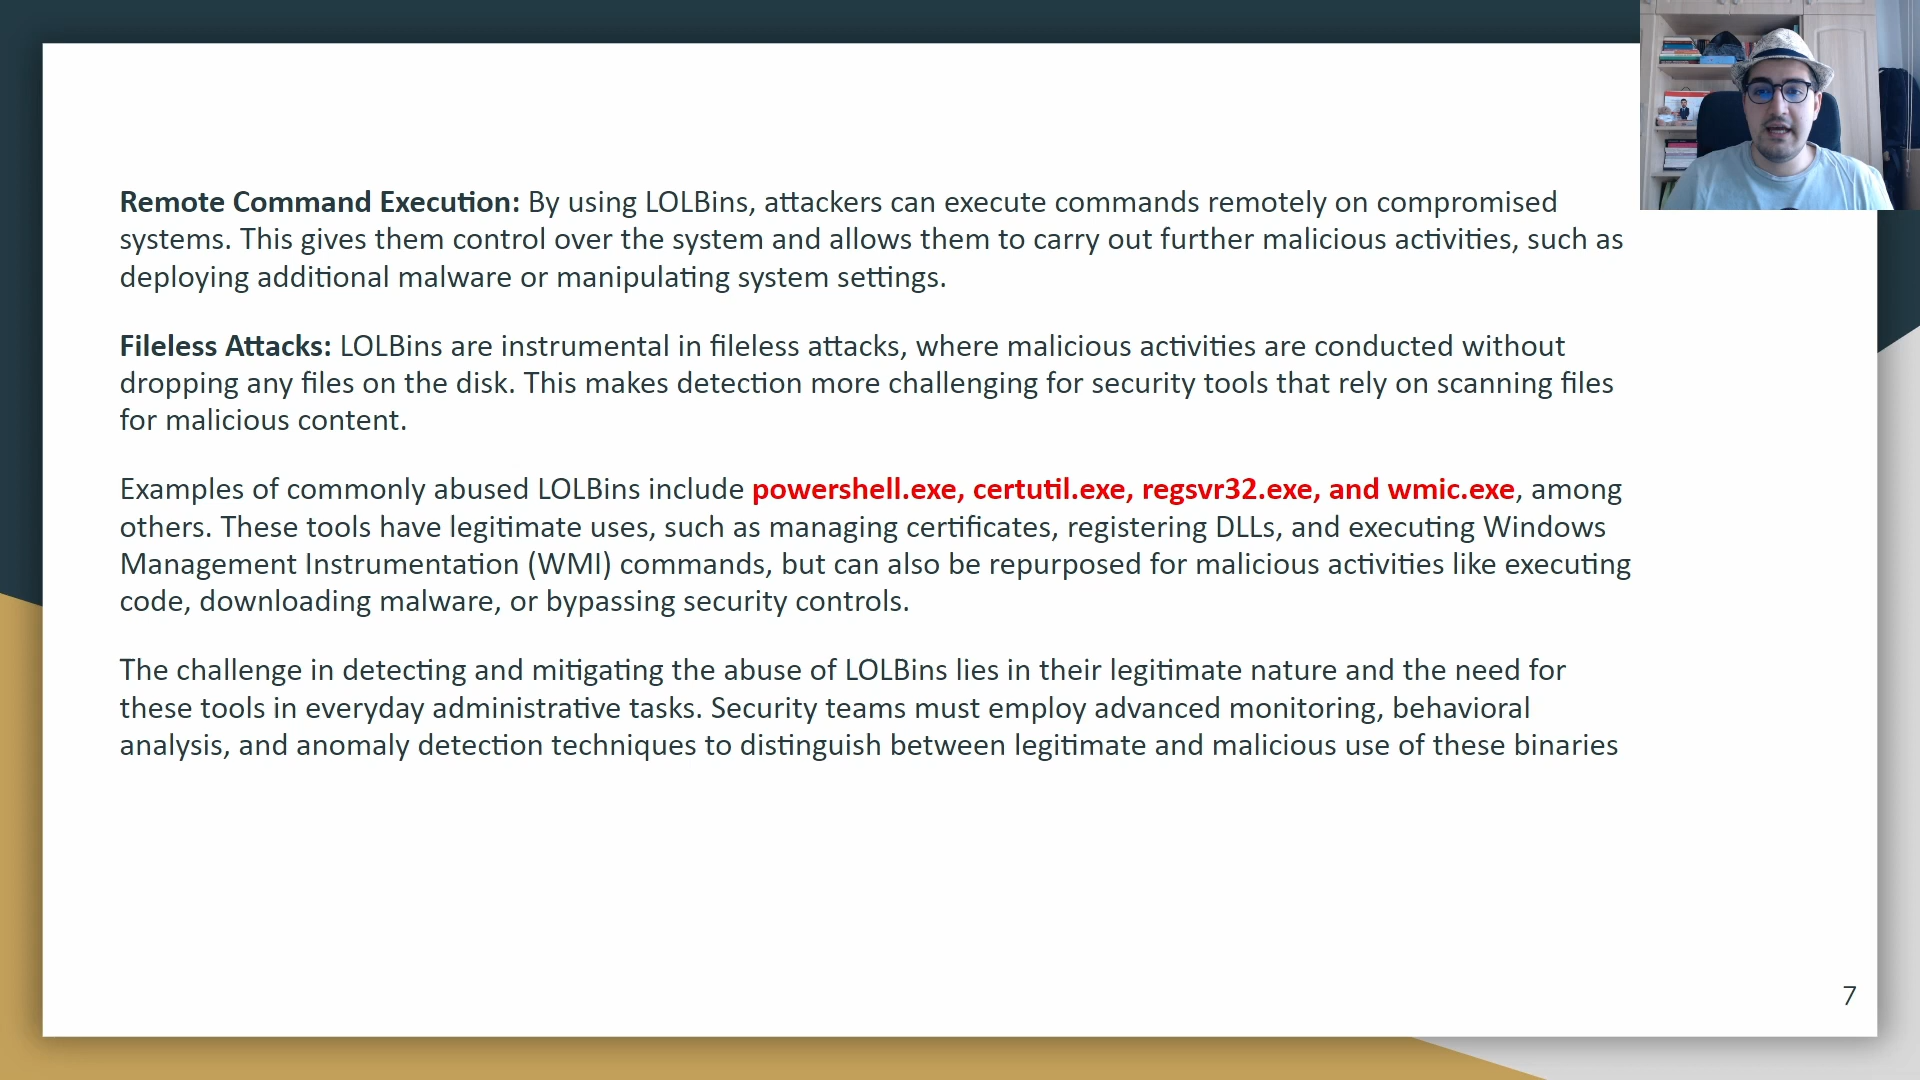 Remote Command Execution: By using LOLBins, attackers can execute commands remotely on compromised
systems. This gives them control over the system and allows them to carry out further malicious activities, such as
deploying additional malware or manipulating system settings.
Fileless Attacks: LOLBins are instrumental in fileless attacks, where malicious activities are conducted without
dropping any files on the disk. This makes detection more challenging for security tools that rely on scanning files
for malicious content.
Examples of commonly abused LOLBins include powershell.exe, certutil.exe, regsvr32.exe, and wmic.exe, among
others. These tools have legitimate uses, such as managing certificates, registering DLLs, and executing Windows
Management Instrumentation (WMI) commands, but can also be repurposed for malicious activities like executing
code, downloading malware, or bypassing security controls.
The challenge in detecting and mitigating the abuse of LOLBins lies in their legitimate nature and the need for
these tools in everyday administrative tasks. Security teams must employ advanced monitoring, behavioral
analysis, and anomaly detection techniques to distinguish between legitimate and malicious use of these binaries
7